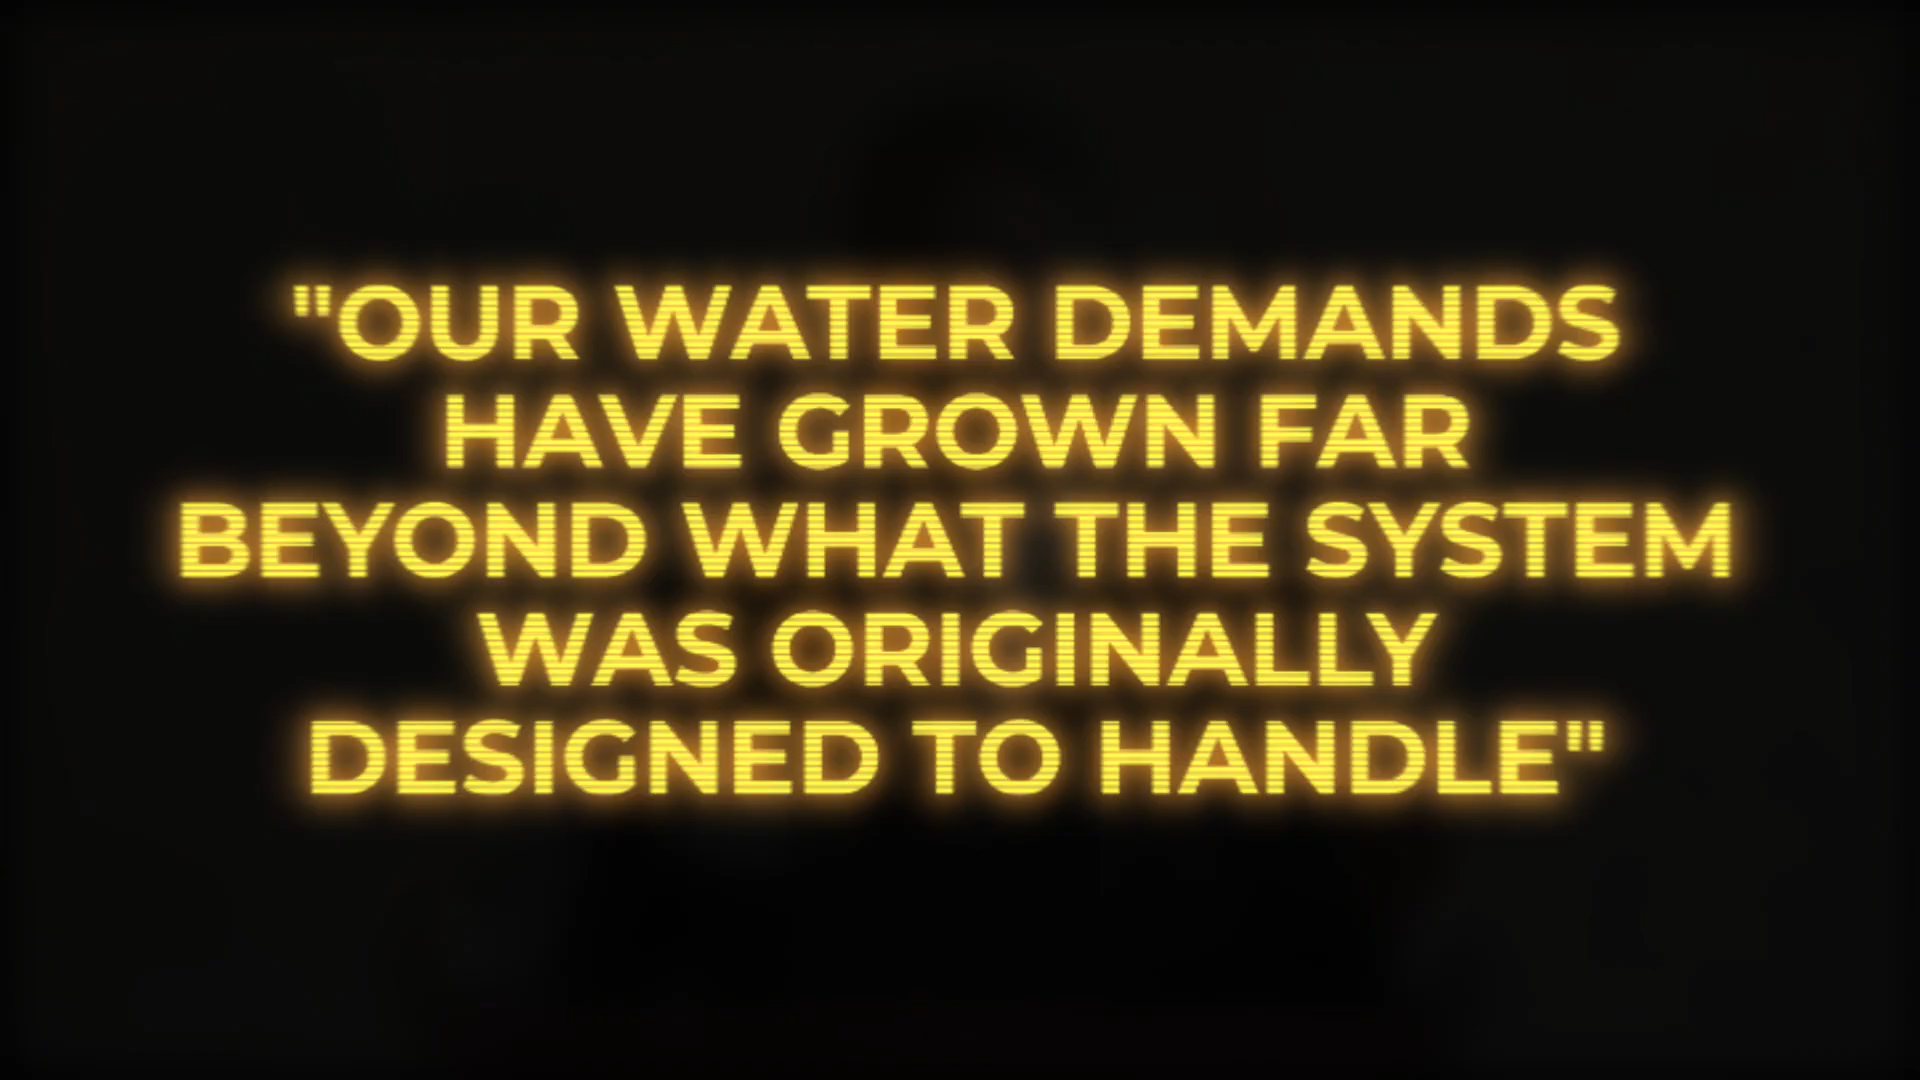 "OUR WATER DEMANDS
HAVE GROWN FAR
BEYOND WHAT THE SYSTEM
WAS ORIGINALLY
DESIGNED TO HANDLE"